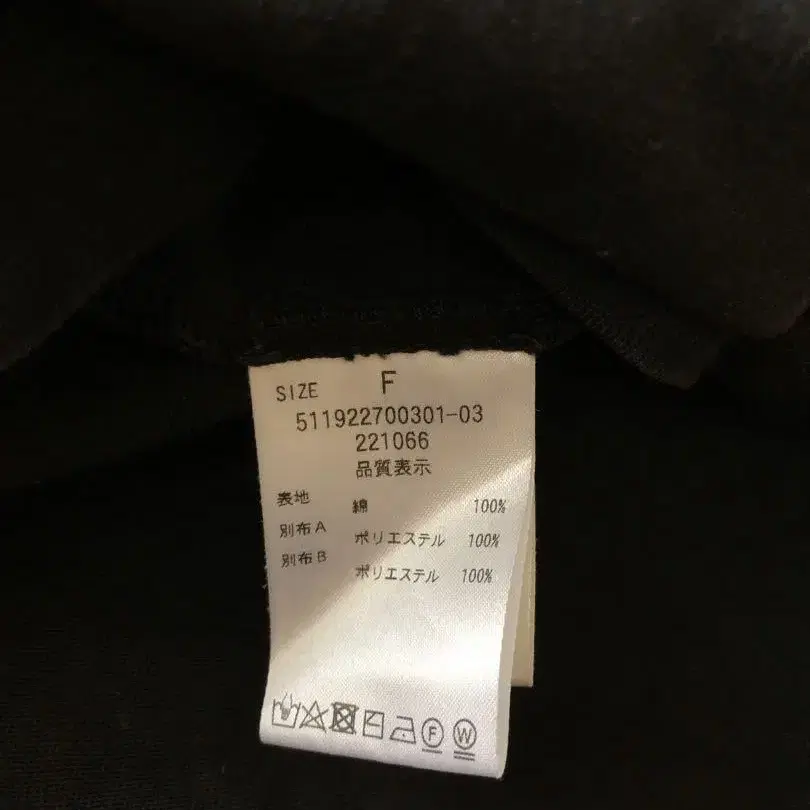 SIZE F
511922700301-03
221066
品質表示
表地 綿 100%
別布A ポリエステル 100%
別布B ポリエステル 100%
F W